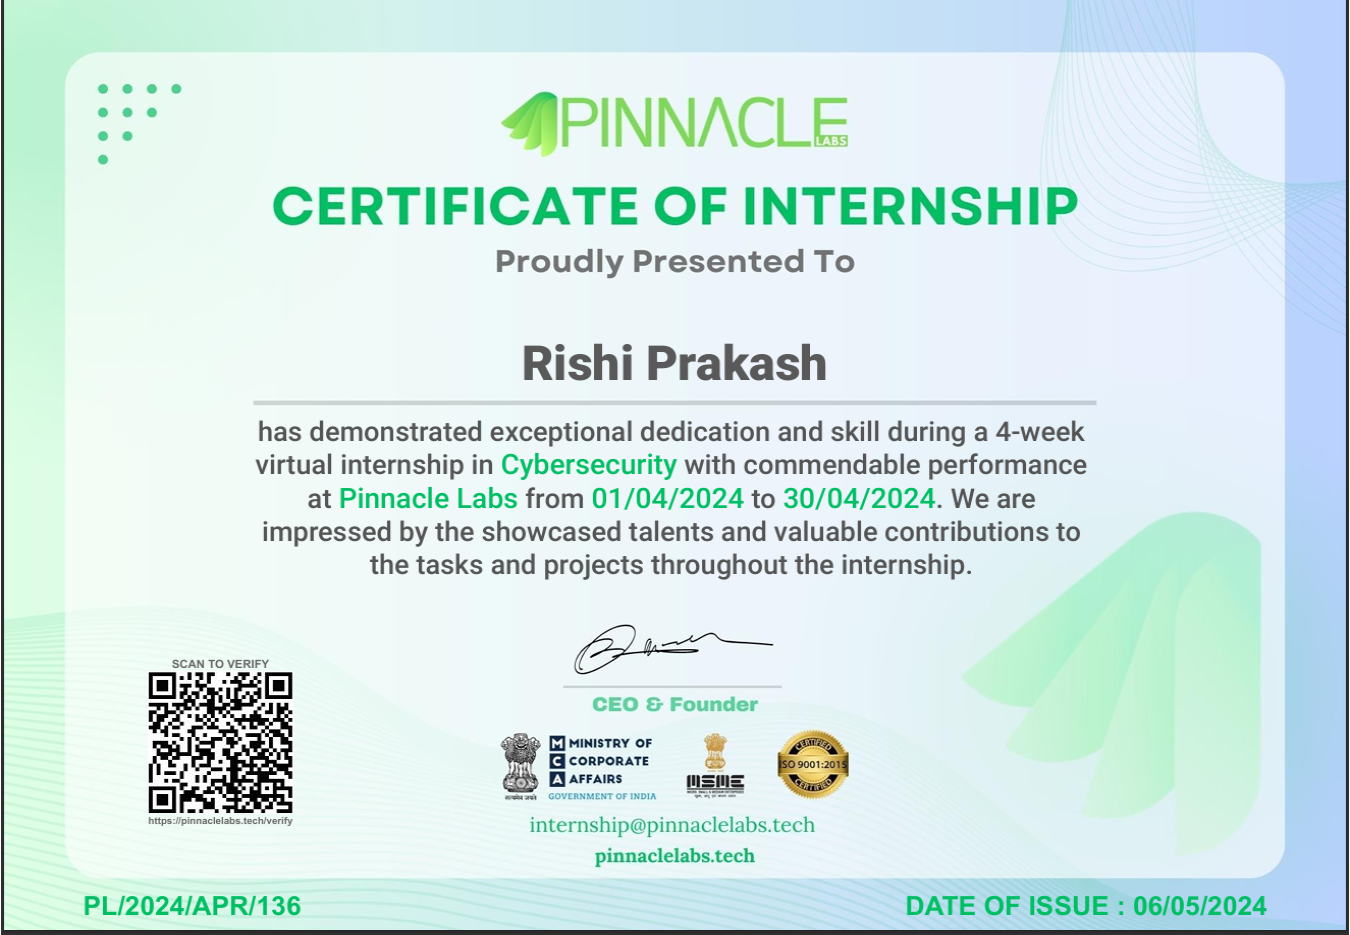 PINNACLE
LABS
CERTIFICATE OF INTERNSHIP
Proudly Presented To
Rishi Prakash
has demonstrated exceptional dedication and skill during a 4-week
virtual internship in Cybersecurity with commendable performance
at Pinnacle Labs from 01/04/2024 to 30/04/2024. We are
impressed by the showcased talents and valuable contributions to
the tasks and projects throughout the internship.
CEO & Founder
SCAN TO VERIFY
https://pinnaclelabs.tech/verify
सत्यमेव जयते
MINISTRY OF
CORPORATE
AFFAIRS
GOVERNMENT OF INDIA
M
C
A
MSME
CERTIFIED
ISO 9001:2015
CERTIFIED
internship@pinnaclelabs.tech
pinnaclelabs.tech
PL/2024/APR/136
DATE OF ISSUE : 06/05/2024